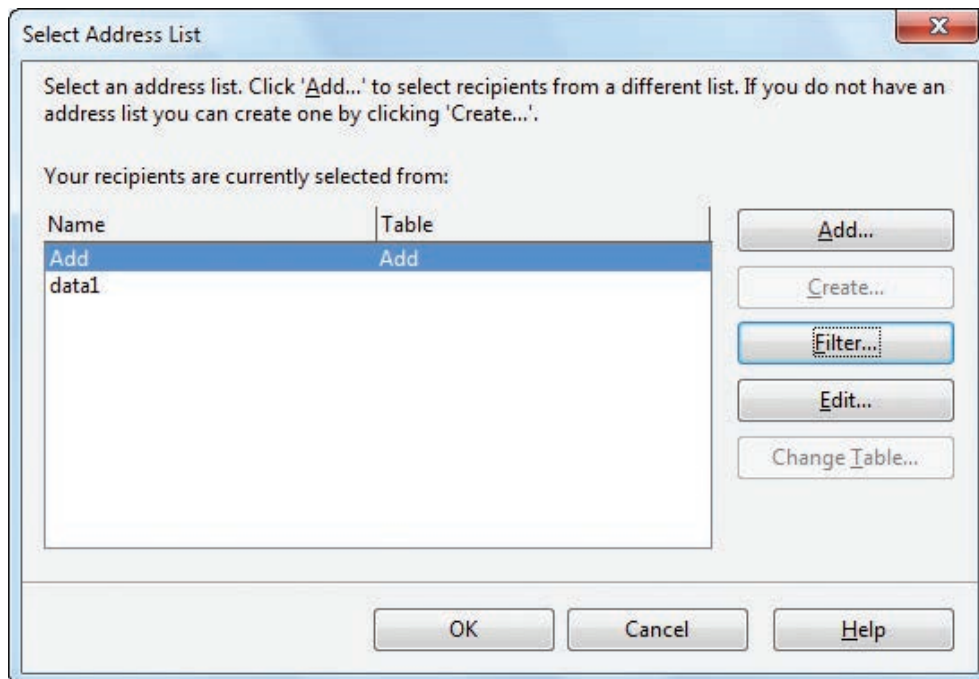 Select Address List
Select an address list. Click 'Add...' to select recipients from a different list. If you do not have an
address list you can create one by clicking 'Create...'.
Your recipients are currently selected from:
Name Table
Add Add
data1
Add...
Create...
Filter...
Edit...
Change Table...
OK Cancel Help